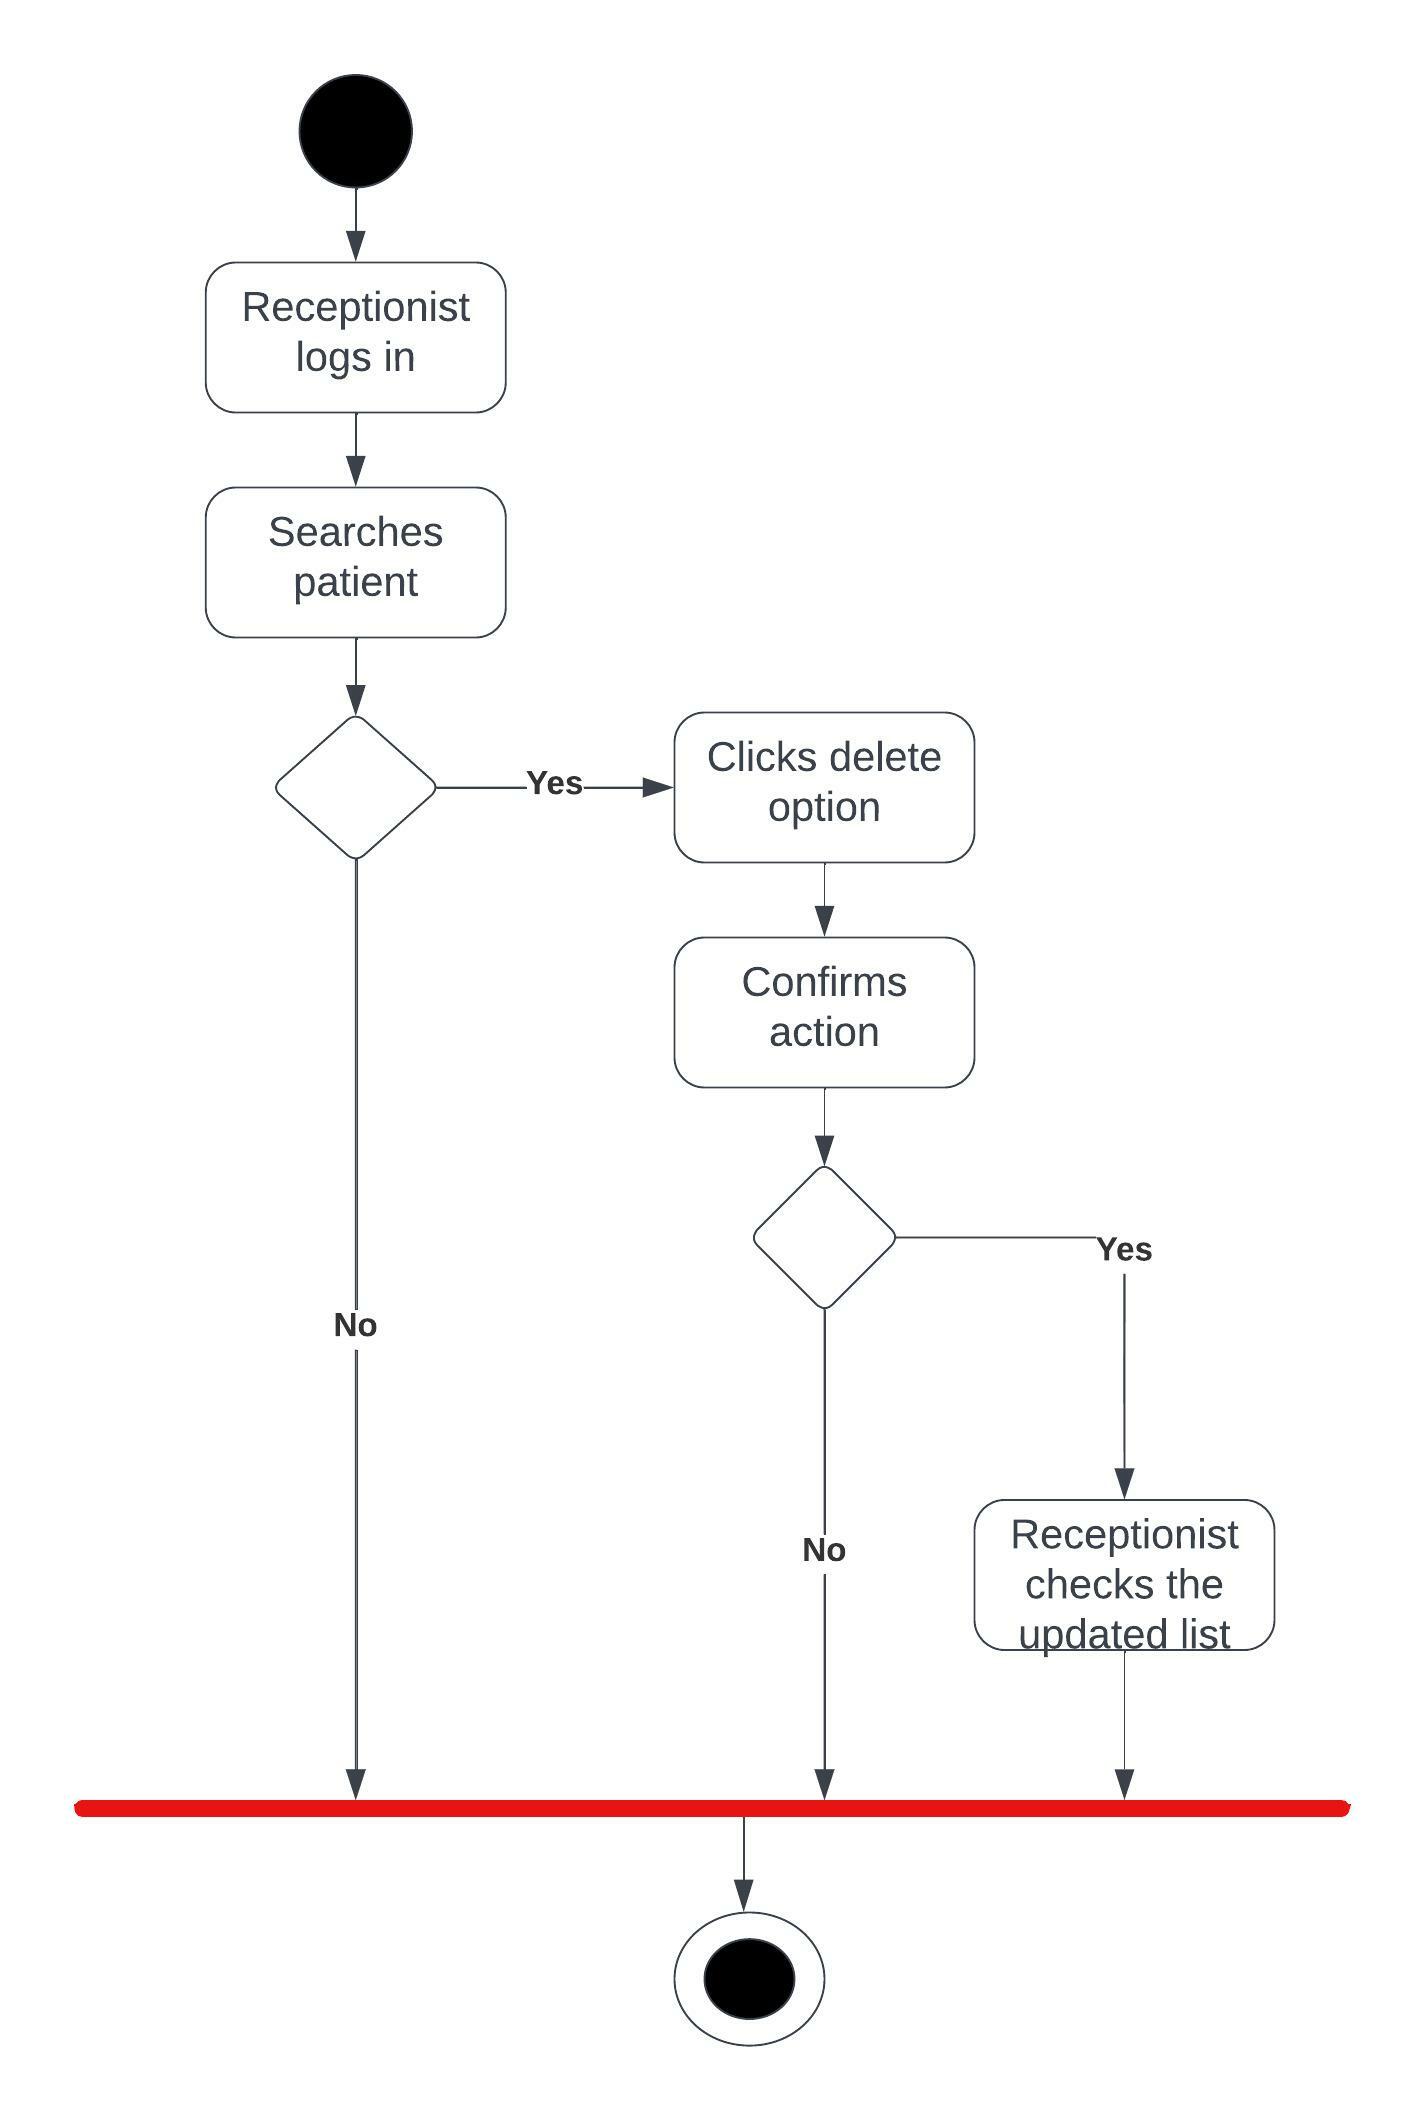 Receptionist
logs in
Searches
patient
Yes
Clicks delete
option
Confirms
action
Yes
No
No
Receptionist
checks the
updated list